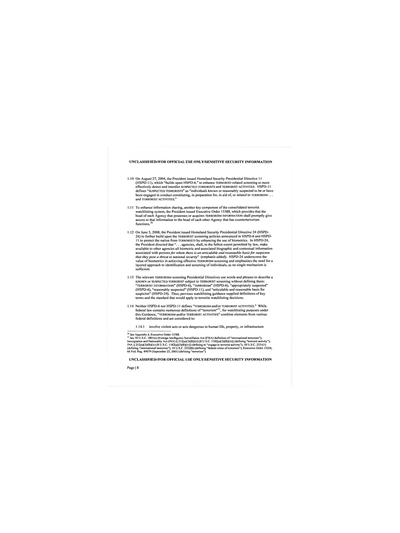 UNCLASSIFIED//FOR OFFICIAL USE ONLY/SENSITIVE SECURITY INFORMATION
1.10 On August 27, 2004, the President issued Homeland Security Presidential Directive 11
(HSPD-11), which "builds upon HSPD-6," to enhance TERRORIST-related screening to more
effectively detect and interdict SUSPECTED TERRORISTS and TERRORIST ACTIVITIES. HSPD-11
defines "SUSPECTED TERRORISTS" as "individuals known or reasonably suspected to be or have
been engaged in conduct constituting, in preparation for, in aid of, or related to TERRORISM …
and TERRORIST ACTIVITIES."
1.11 To enhance information sharing, another key component of the consolidated terrorist
watchlisting system, the President issued Executive Order 13388, which provides that the
head of each Agency that possesses or acquires TERRORISM INFORMATION shall promptly give
access to that information to the head of each other Agency that has counterterrorism
functions.
1.12 On June 5, 2008, the President issued Homeland Security Presidential Directive 24 (HSPD-
24) to further build upon the TERRORIST screening policies announced in HSPD-6 and HSPD-
11 to protect the nation from TERRORISTS by enhancing the use of biometrics. In HSPD-24,
the President directed that "… agencies, shall, to the fullest extent permitted by law, make
available to other agencies all biometric and associated biographic and contextual information
associated with persons for whom there is an articulable and reasonable basis for suspicion
that they pose a threat to national security" (emphasis added). HSPD-24 underscores the
value of biometrics in achieving effective TERRORISM screening and emphasizes the need for a
layered approach to identification and screening of individuals, as no single mechanism is
sufficient.
1.13 The relevant TERRORISM screening Presidential Directives use words and phrases to describe a
KNOWN or SUSPECTED TERRORIST subject to TERRORISM screening without defining them:
"TERRORIST INFORMATION" (HSPD-6), "TERRORISM" (HSPD-6), "appropriately suspected"
(HSPD-6), "reasonably suspected" (HSPD-11), and "articulable and reasonable basis for
suspicion" (HSPD-24). Thus, previous watchlisting guidance supplied definitions of key
terms and the standard that would apply to terrorist watchlisting decisions.
1.14 Neither HSPD-6 nor HSPD-11 defines "TERRORISM and/or TERRORIST ACTIVITIES." While
federal law contains numerous definitions of "terrorism", for watchlisting purposes under
this Guidance, "TERRORISM and/or TERRORIST ACTIVITIES" combine elements from various
federal definitions and are considered to:
1.14.1 involve violent acts or acts dangerous to human life, property, or infrastructure
See Appendix 4, Executive Order 13388.
UNCLASSIFIED//FOR OFFICIAL USE ONLY/SENSITIVE SECURITY INFORMATION
Page | 8